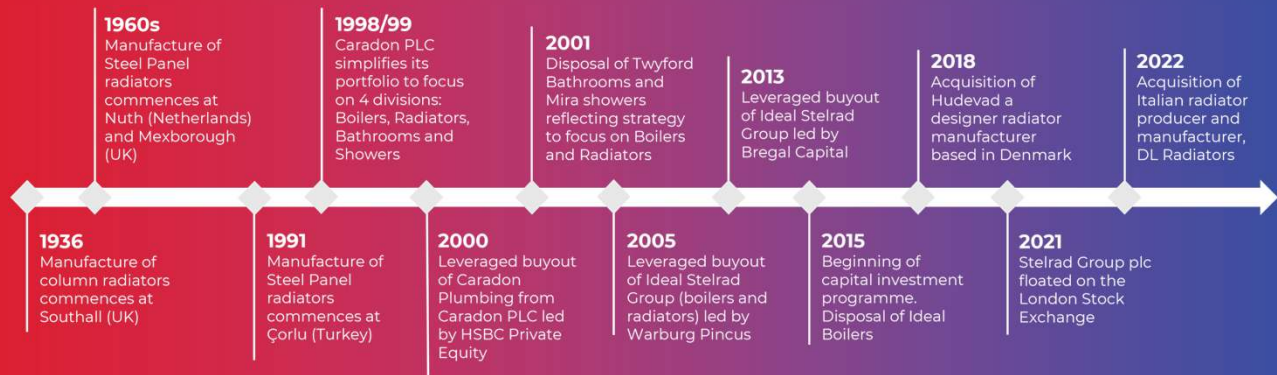 1960s
Manufacture of
Steel Panel
radiators
commences at
Nuth (Netherlands)
and Mexborough
(UK)
1998/99
Caradon PLC
simplifies its
portfolio to focus
on 4 divisions:
Boilers, Radiators,
Bathrooms and
Showers
2001
Disposal of Twyford
Bathrooms and
Mira showers
reflecting strategy
to focus on Boilers
and Radiators
2013
Leveraged buyout
of Ideal Stelrad
Group led by
Bregal Capital
2018
Acquisition of
Hudevad a
designer radiator
manufacturer
based in Denmark
2022
Acquisition of
Italian radiator
producer and
manufacturer,
DL Radiators
1936
Manufacture of
column radiators
commences at
Southall (UK)
1991
Manufacture of
Steel Panel
radiators
commences at
Çorlu (Turkey)
2000
Leveraged buyout
of Caradon
Plumbing from
Caradon PLC led
by HSBC Private
Equity
2005
Leveraged buyout
of Ideal Stelrad
Group (boilers and
radiators) led by
Warburg Pincus
2015
Beginning of
capital investment
programme.
Disposal of Ideal
Boilers
2021
Stelrad Group plc
floated on the
London Stock
Exchange